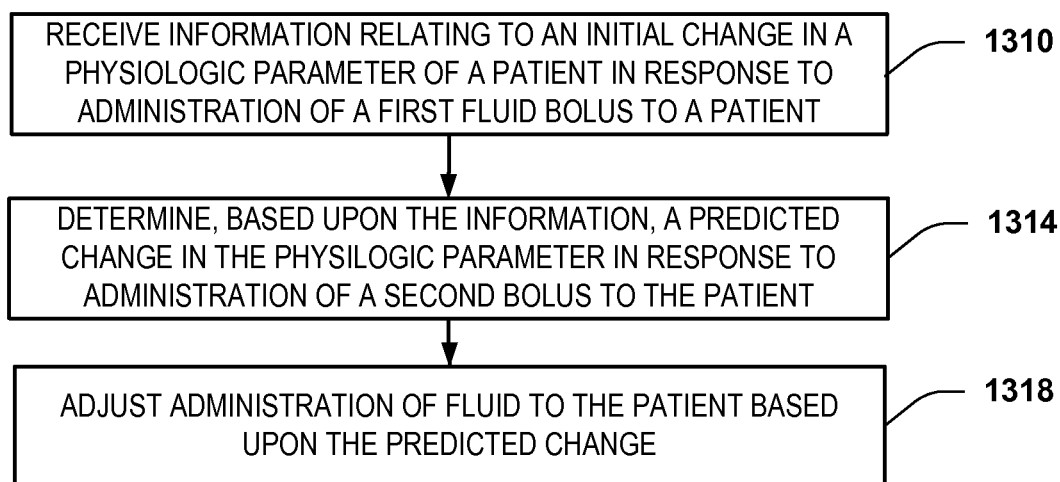 RECEIVE INFORMATION RELATING TO AN INITIAL CHANGE IN A
PHYSIOLOGIC PARAMETER OF A PATIENT IN RESPONSE TO
ADMINISTRATION OF A FIRST FLUID BOLUS TO A PATIENT
1310
DETERMINE, BASED UPON THE INFORMATION, A PREDICTED
CHANGE IN THE PHYSILOGIC PARAMETER IN RESPONSE TO
ADMINISTRATION OF A SECOND BOLUS TO THE PATIENT
1314
ADJUST ADMINISTRATION OF FLUID TO THE PATIENT BASED
UPON THE PREDICTED CHANGE
1318